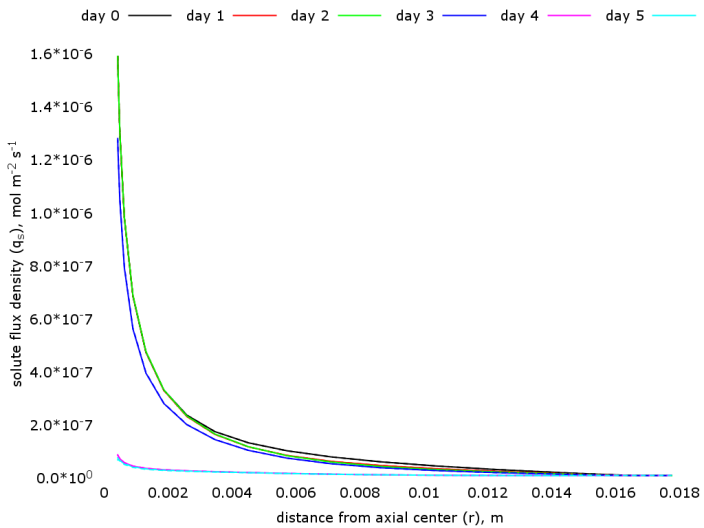 day 0 day 1 day 2 day 3 day 4 day 5
1.6*10⁻⁶
1.4*10⁻⁶
1.2*10⁻⁶
1.0*10⁻⁶
8.0*10⁻⁷
6.0*10⁻⁷
4.0*10⁻⁷
2.0*10⁻⁷
0.0*10⁰
solute flux density (qₛ), mol m⁻² s⁻¹
0 0.002 0.004 0.006 0.008 0.01 0.012 0.014 0.016 0.018
distance from axial center (r), m